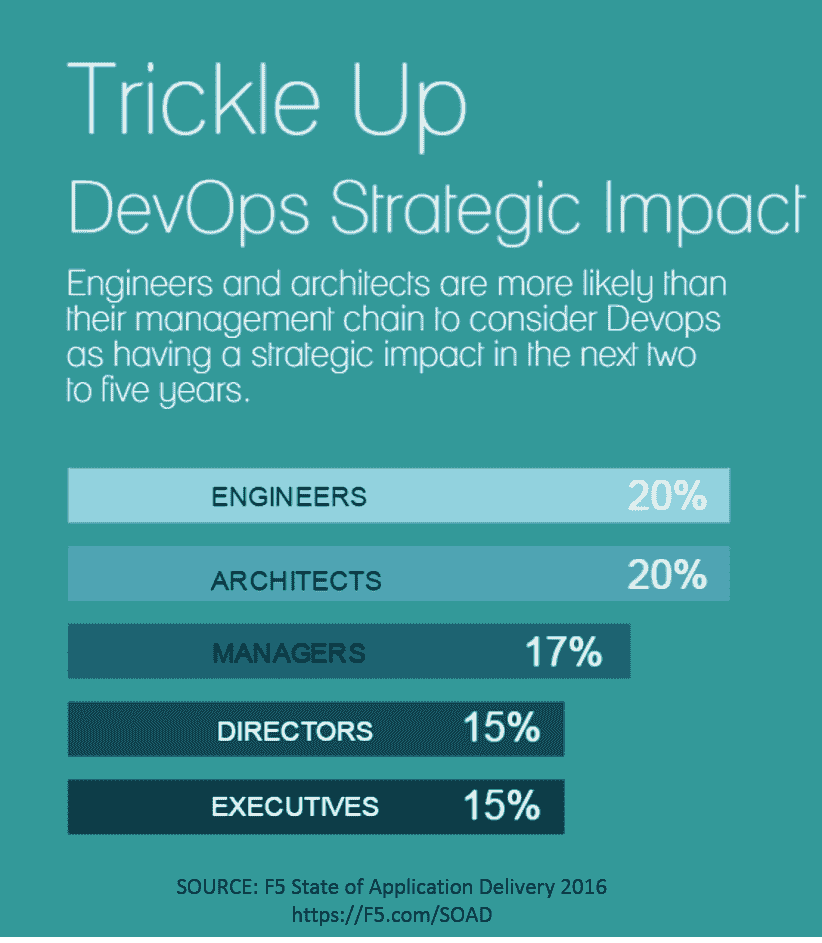 Trickle Up
DevOps Strategic Impact
Engineers and architects are more likely than
their management chain to consider Devops
as having a strategic impact in the next two
to five years.
ENGINEERS 20%
ARCHITECTS 20%
MANAGERS 17%
DIRECTORS 15%
EXECUTIVES 15%
SOURCE: F5 State of Application Delivery 2016
https://F5.com/SOAD